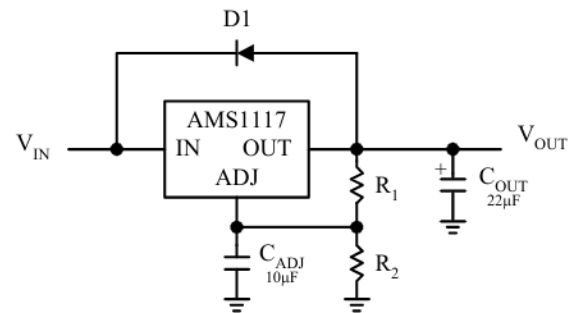 D1
AMS1117
V_IN
IN OUT
V_OUT
ADJ
R_1
+
C_OUT
22μF
C_ADJ
10μF
R_2